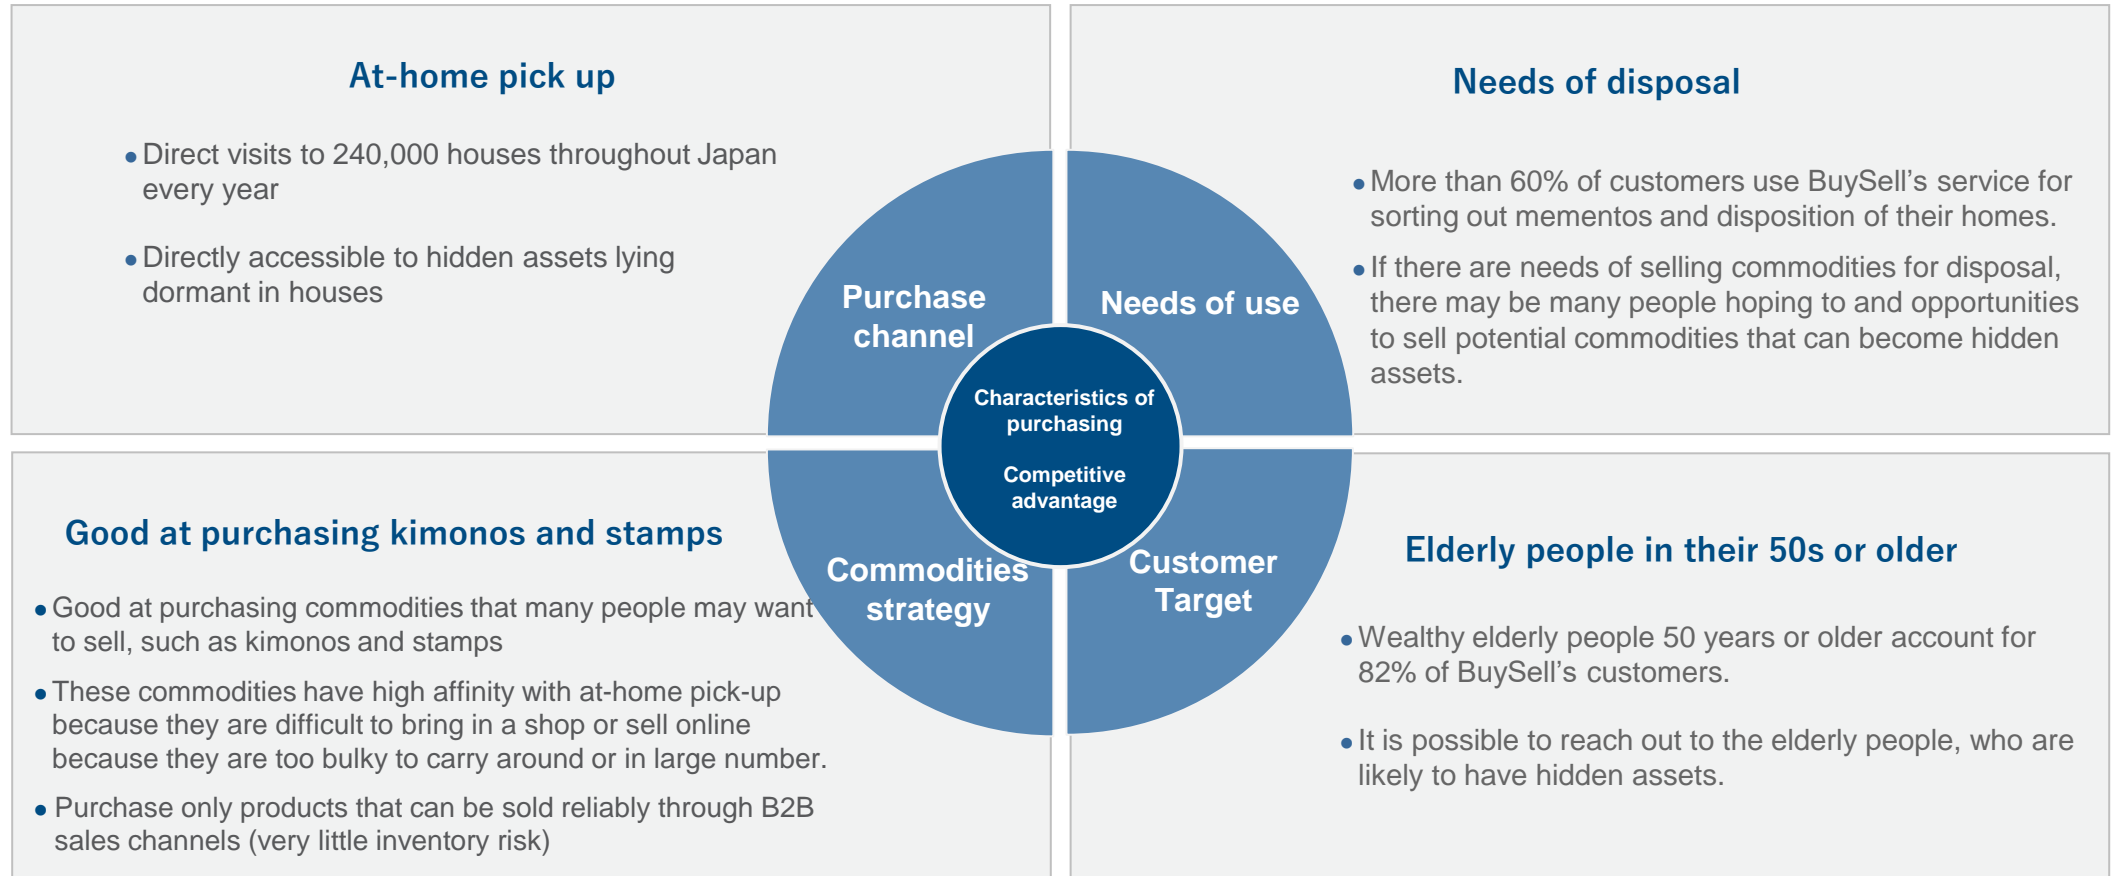 At-home pick up
● Direct visits to 240,000 houses throughout Japan
every year
● Directly accessible to hidden assets lying
dormant in houses
Needs of disposal
● More than 60% of customers use BuySell's service for
sorting out mementos and disposition of their homes.
● If there are needs of selling commodities for disposal,
there may be many people hoping to and opportunities
to sell potential commodities that can become hidden
assets.
Purchase
channel
Needs of use
Characteristics of
purchasing
Competitive
advantage
Commodities
strategy
Customer
Target
Good at purchasing kimonos and stamps
● Good at purchasing commodities that many people may want
to sell, such as kimonos and stamps
● These commodities have high affinity with at-home pick-up
because they are difficult to bring in a shop or sell online
because they are too bulky to carry around or in large number.
● Purchase only products that can be sold reliably through B2B
sales channels (very little inventory risk)
Elderly people in their 50s or older
● Wealthy elderly people 50 years or older account for
82% of BuySell's customers.
● It is possible to reach out to the elderly people, who are
likely to have hidden assets.